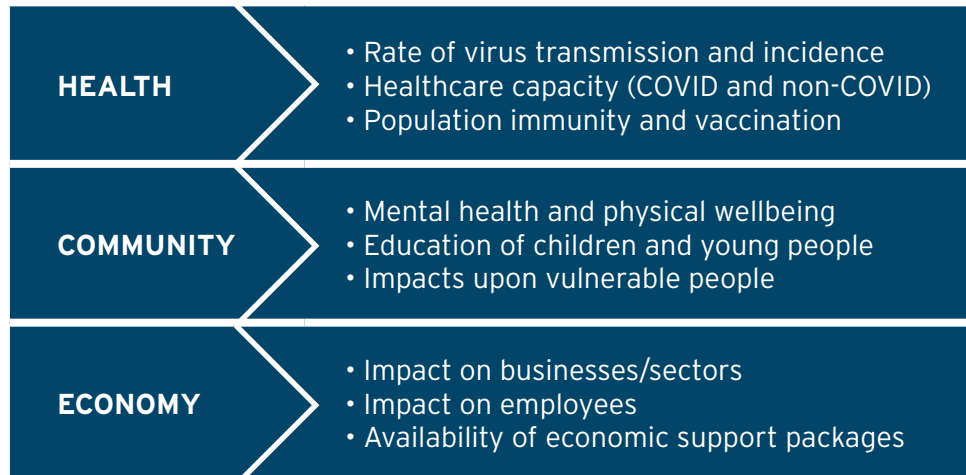 HEALTH
• Rate of virus transmission and incidence
• Healthcare capacity (COVID and non-COVID)
• Population immunity and vaccination
COMMUNITY
• Mental health and physical wellbeing
• Education of children and young people
• Impacts upon vulnerable people
ECONOMY
• Impact on businesses/sectors
• Impact on employees
• Availability of economic support packages